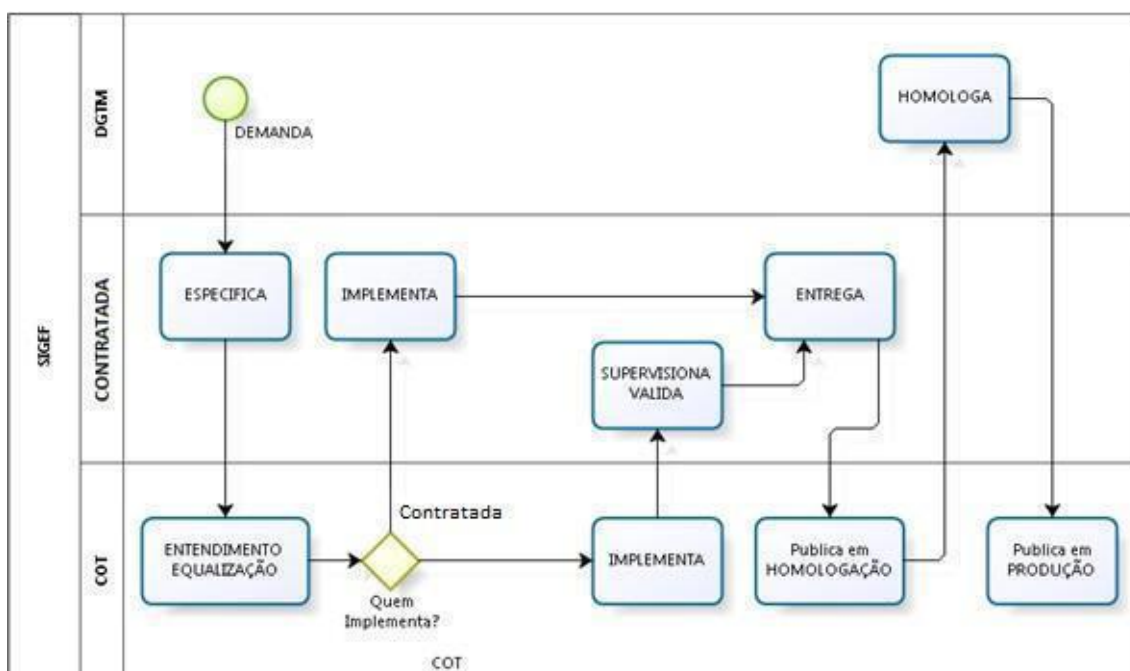 SIGEF
DGTM
DEMANDA
HOMOLOGA
CONTRATADA
ESPECIFICA
IMPLEMENTA
ENTREGA
SUPERVISIONA
VALIDA
COT
ENTENDIMENTO
EQUALIZAÇÃO
Contratada
Quem
Implementa?
IMPLEMENTA
Publica em
HOMOLOGAÇÃO
Publica em
PRODUÇÃO
COT